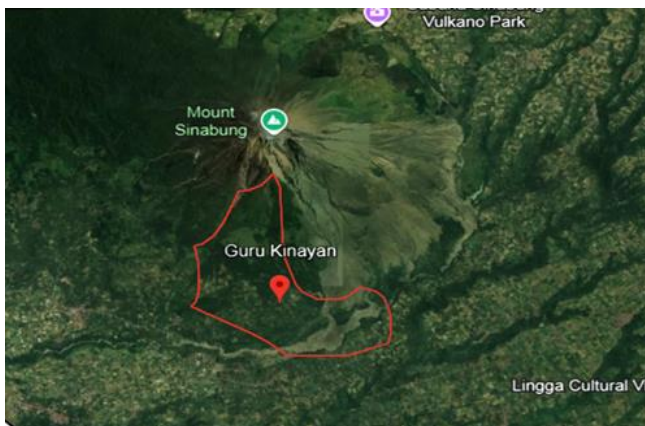 Vulkano Park
Mount
Sinabung
Guru Kinayan
Lingga Cultural V